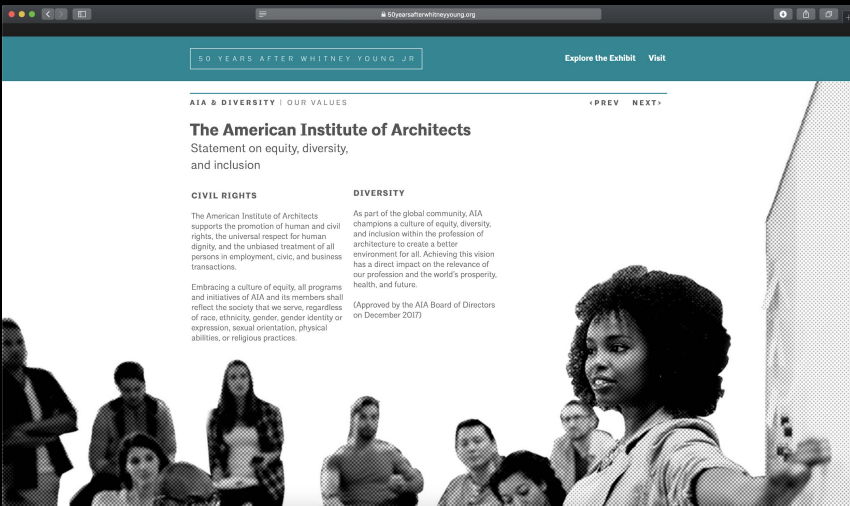 50yearsafterwhitneyyoung.org
50 YEARS AFTER WHITNEY YOUNG JR
Explore the Exhibit Visit
AIA & DIVERSITY | OUR VALUES
‹PREV NEXT›
The American Institute of Architects
Statement on equity, diversity,
and inclusion
CIVIL RIGHTS
The American Institute of Architects
supports the promotion of human and civil
rights, the universal respect for human
dignity, and the unbiased treatment of all
persons in employment, civic, and business
transactions.
Embracing a culture of equity, all programs
and initiatives of AIA and its members shall
reflect the society that we serve, regardless
of race, ethnicity, gender, gender identity or
expression, sexual orientation, physical
abilities, or religious practices.
DIVERSITY
As part of the global community, AIA
champions a culture of equity, diversity,
and inclusion within the profession of
architecture to create a better
environment for all. Achieving this vision
has a direct impact on the relevance of
our profession and the world's prosperity,
health, and future.
(Approved by the AIA Board of Directors
on December 2017)